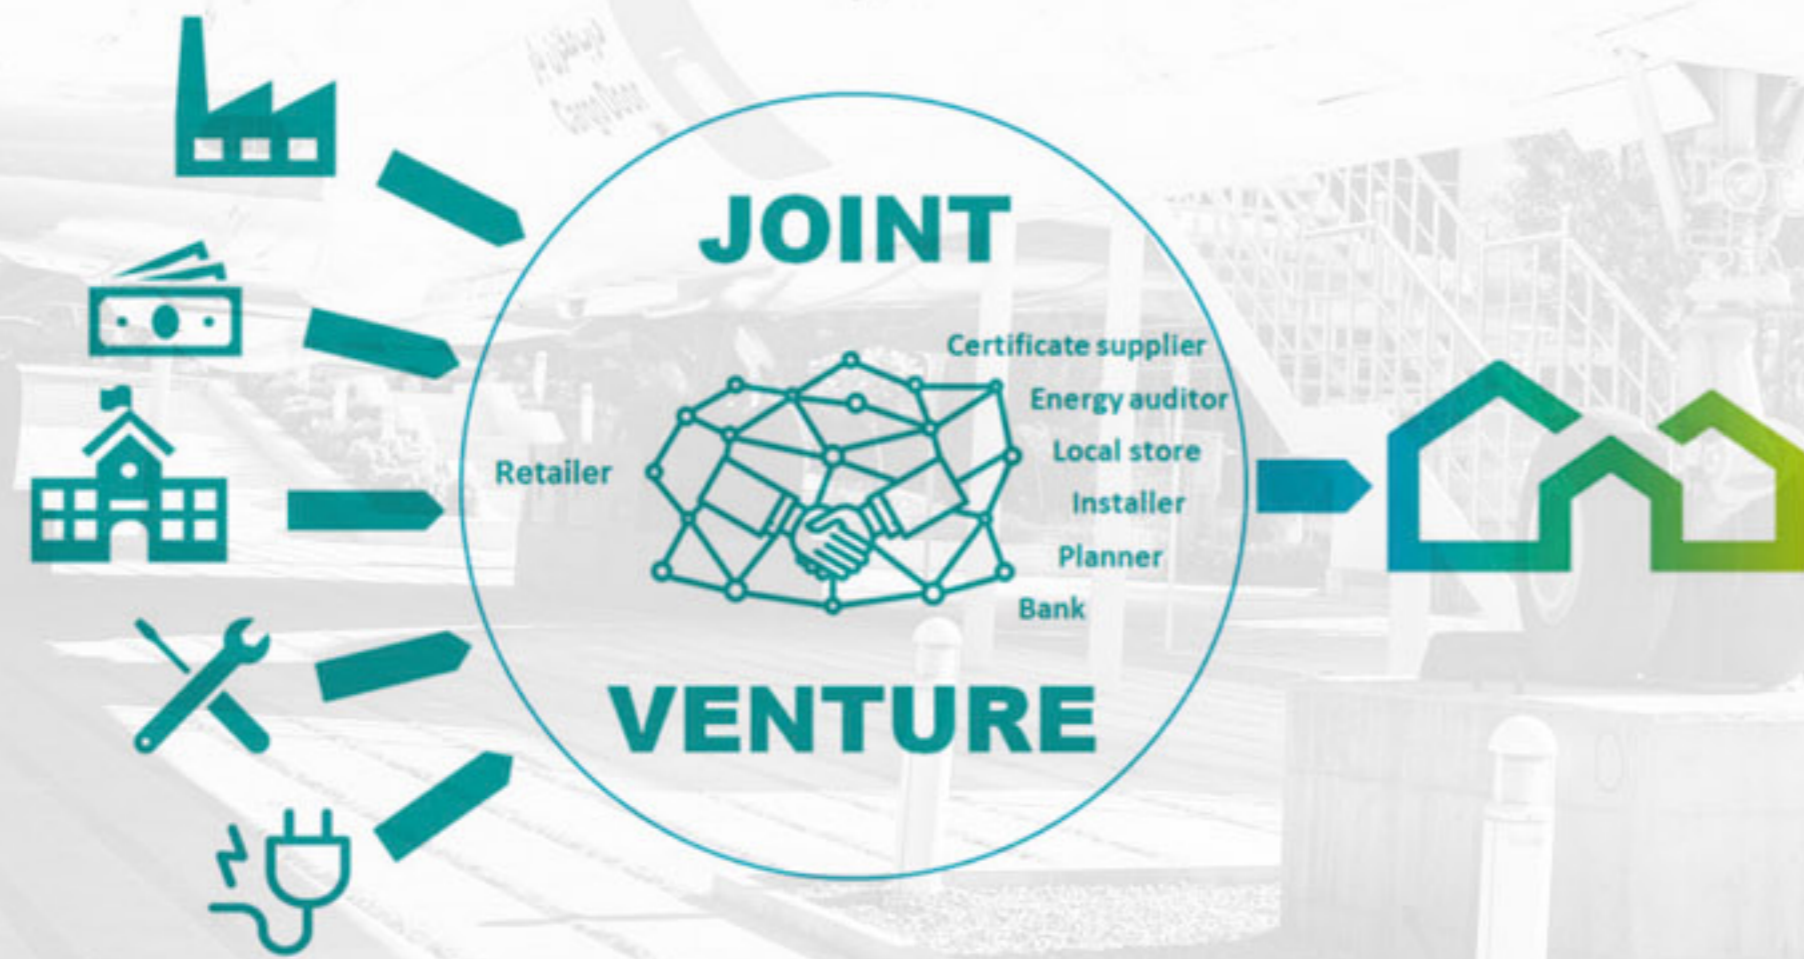 JOINT
Certificate supplier
Energy auditor
Local store
Retailer
Installer
Planner
Bank
VENTURE